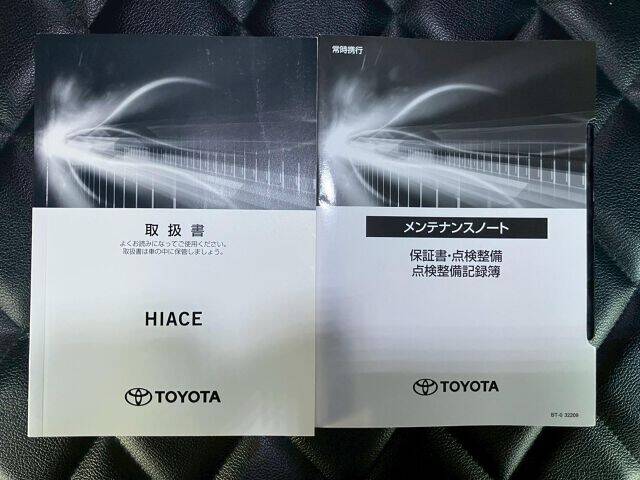 取扱書
よくお読みになってご使用ください。
取扱書は車の中に保管しましょう。
HIACE
TOYOTA
常時携行
メンテナンスノート
保証書・点検整備
点検整備記録簿
TOYOTA
BT-0 32209